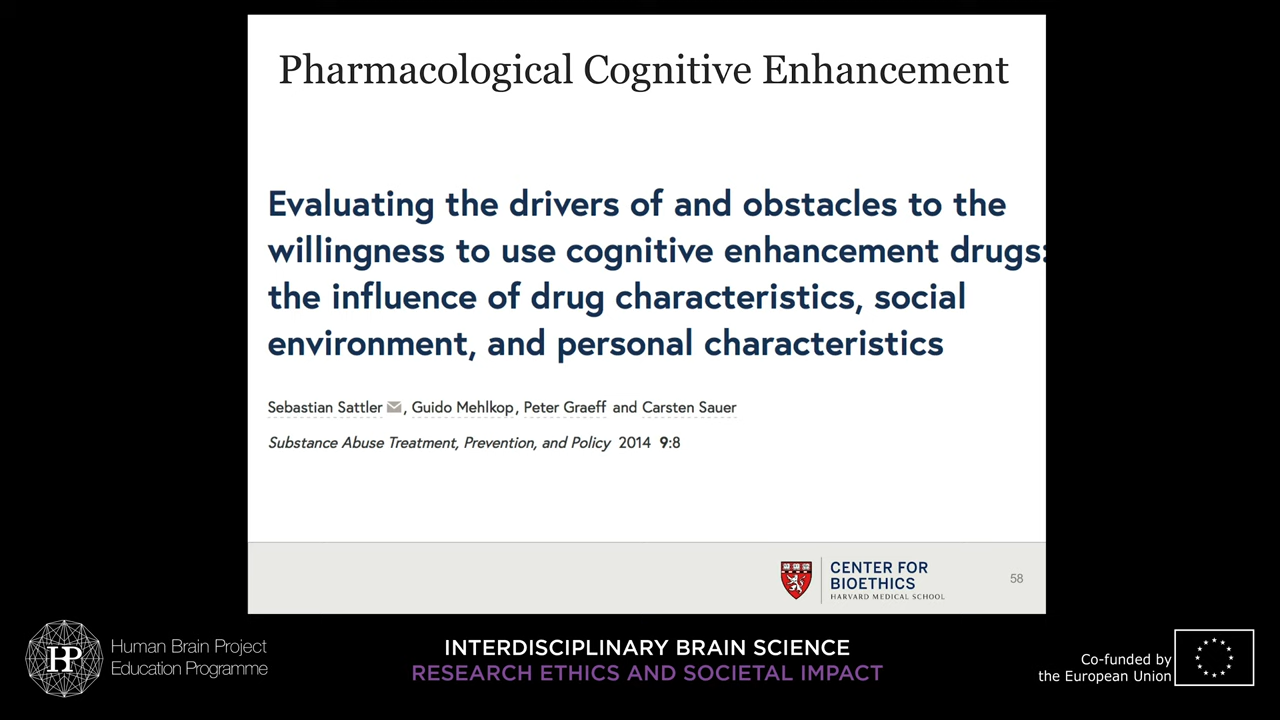 Pharmacological Cognitive Enhancement
Evaluating the drivers of and obstacles to the
willingness to use cognitive enhancement drugs:
the influence of drug characteristics, social
environment, and personal characteristics
Sebastian Sattler, Guido Mehlkop, Peter Graeff and Carsten Sauer
Substance Abuse Treatment, Prevention, and Policy 2014 9:8
CENTER FOR
BIOETHICS
HARVARD MEDICAL SCHOOL
58
HP
Human Brain Project
Education Programme
INTERDISCIPLINARY BRAIN SCIENCE
RESEARCH ETHICS AND SOCIETAL IMPACT
Co-funded by
the European Union